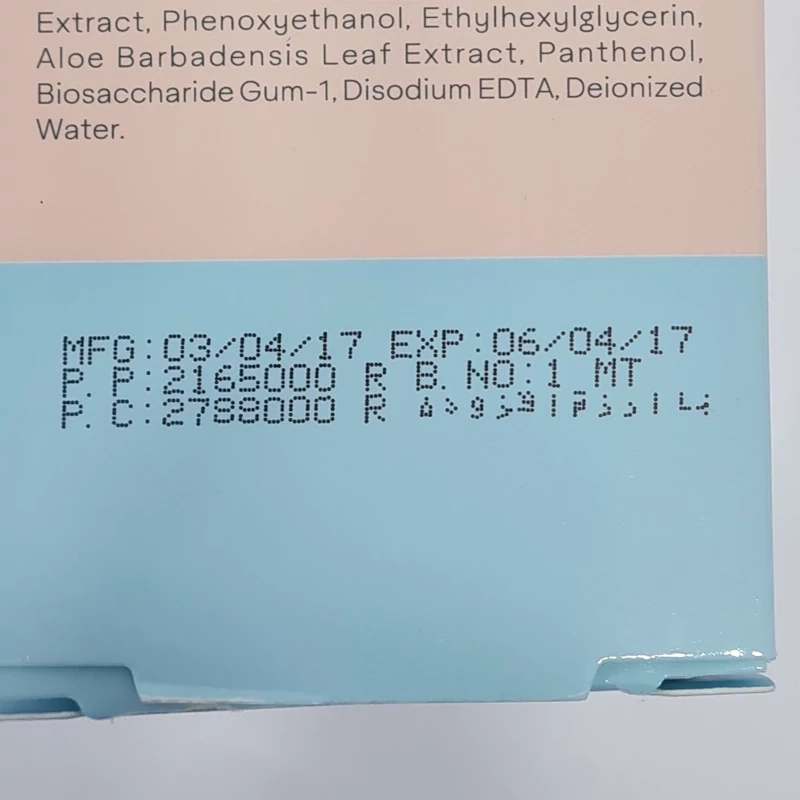 Extract, Phenoxyethanol, Ethylhexylglycerin,
Aloe Barbadensis Leaf Extract, Panthenol,
Biosaccharide Gum-1, Disodium EDTA, Deionized
Water.
MFG:03/04/17 EXP:06/04/17
P. P:2165000 R B. NO:1 MT
P. C:2788000 R